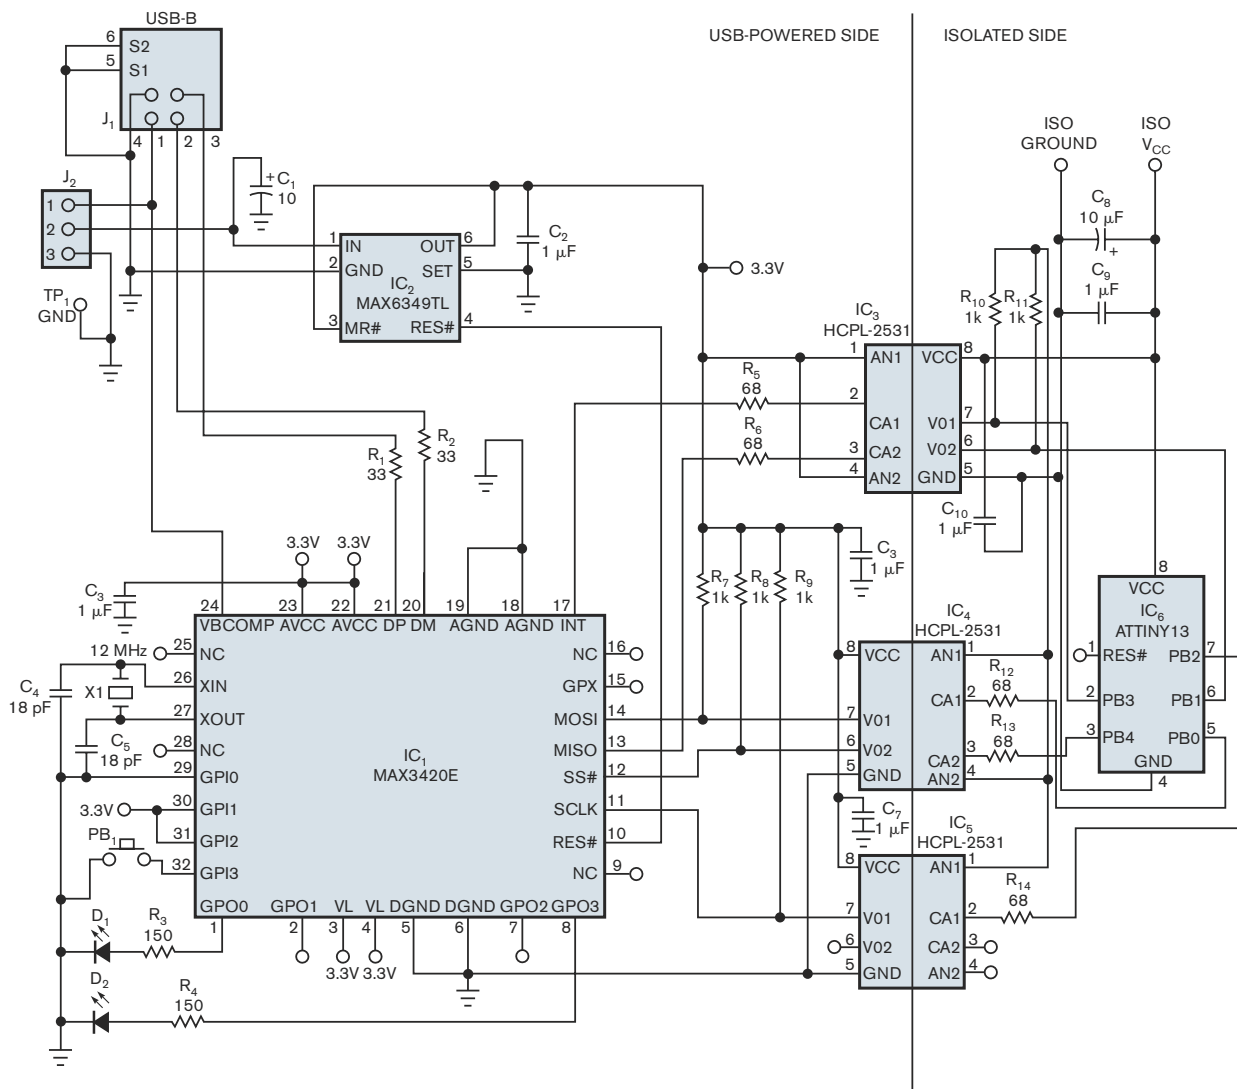 USB-B
USB-POWERED SIDE
ISOLATED SIDE
6 S2
5 S1
J1
4 1 2 3
J2
1
2
3
TP1
GND
+ C1
10
1 IN
2 GND
3 MR#
OUT 6
SET 5
RES# 4
IC2
MAX6349TL
C2
1 µF
3.3V
ISO
GROUND
ISO
VCC
C8
10 µF
+
C9
1 µF
R10
1k
R11
1k
IC3
HCPL-2531
1 AN1
2
CA1
3 CA2
4 AN2
VCC 8
V01 7
V02 6
GND 5
R5
68
R6
68
C10
1 µF
R1
33
R2
33
3.3V
3.3V
C3
1 µF
24 23 22 21 20 19 18 17
VBCOMP AVCC AVCC DP DM AGND AGND INT
12 MHz
X1
C4
18 pF
C5
18 pF
25 NC
26 XIN
27 XOUT
28 NC
29 GPI0
30 GPI1
31 GPI2
32 GPI3
3.3V
PB1
IC1
MAX3420E
NC 16
GPX 15
MOSI 14
MISO 13
SS# 12
SCLK 11
RES# 10
NC 9
GPO0 GPO1 VL VL DGND DGND GPO2 GPO3
1 2 3 4 5 6 7 8
3.3V 3.3V
D1
R3
150
D2
R4
150
R7
1k
R8
1k
R9
1k
C3
1 µF
IC4
HCPL-2531
8 VCC
7 V01
6 V02
5 GND
AN1 1
CA1 2
CA2 3
AN2 4
R12
68
R13
68
C7
1 µF
IC5
HCPL-2531
8 VCC
7 V01
6 V02
5 GND
AN1 1
CA1 2
CA2 3
AN2 4
R14
68
8
VCC
IC6
ATTINY13
1 RES#
2 PB3
3 PB4
GND
4
PB2 7
PB1 6
PB0 5